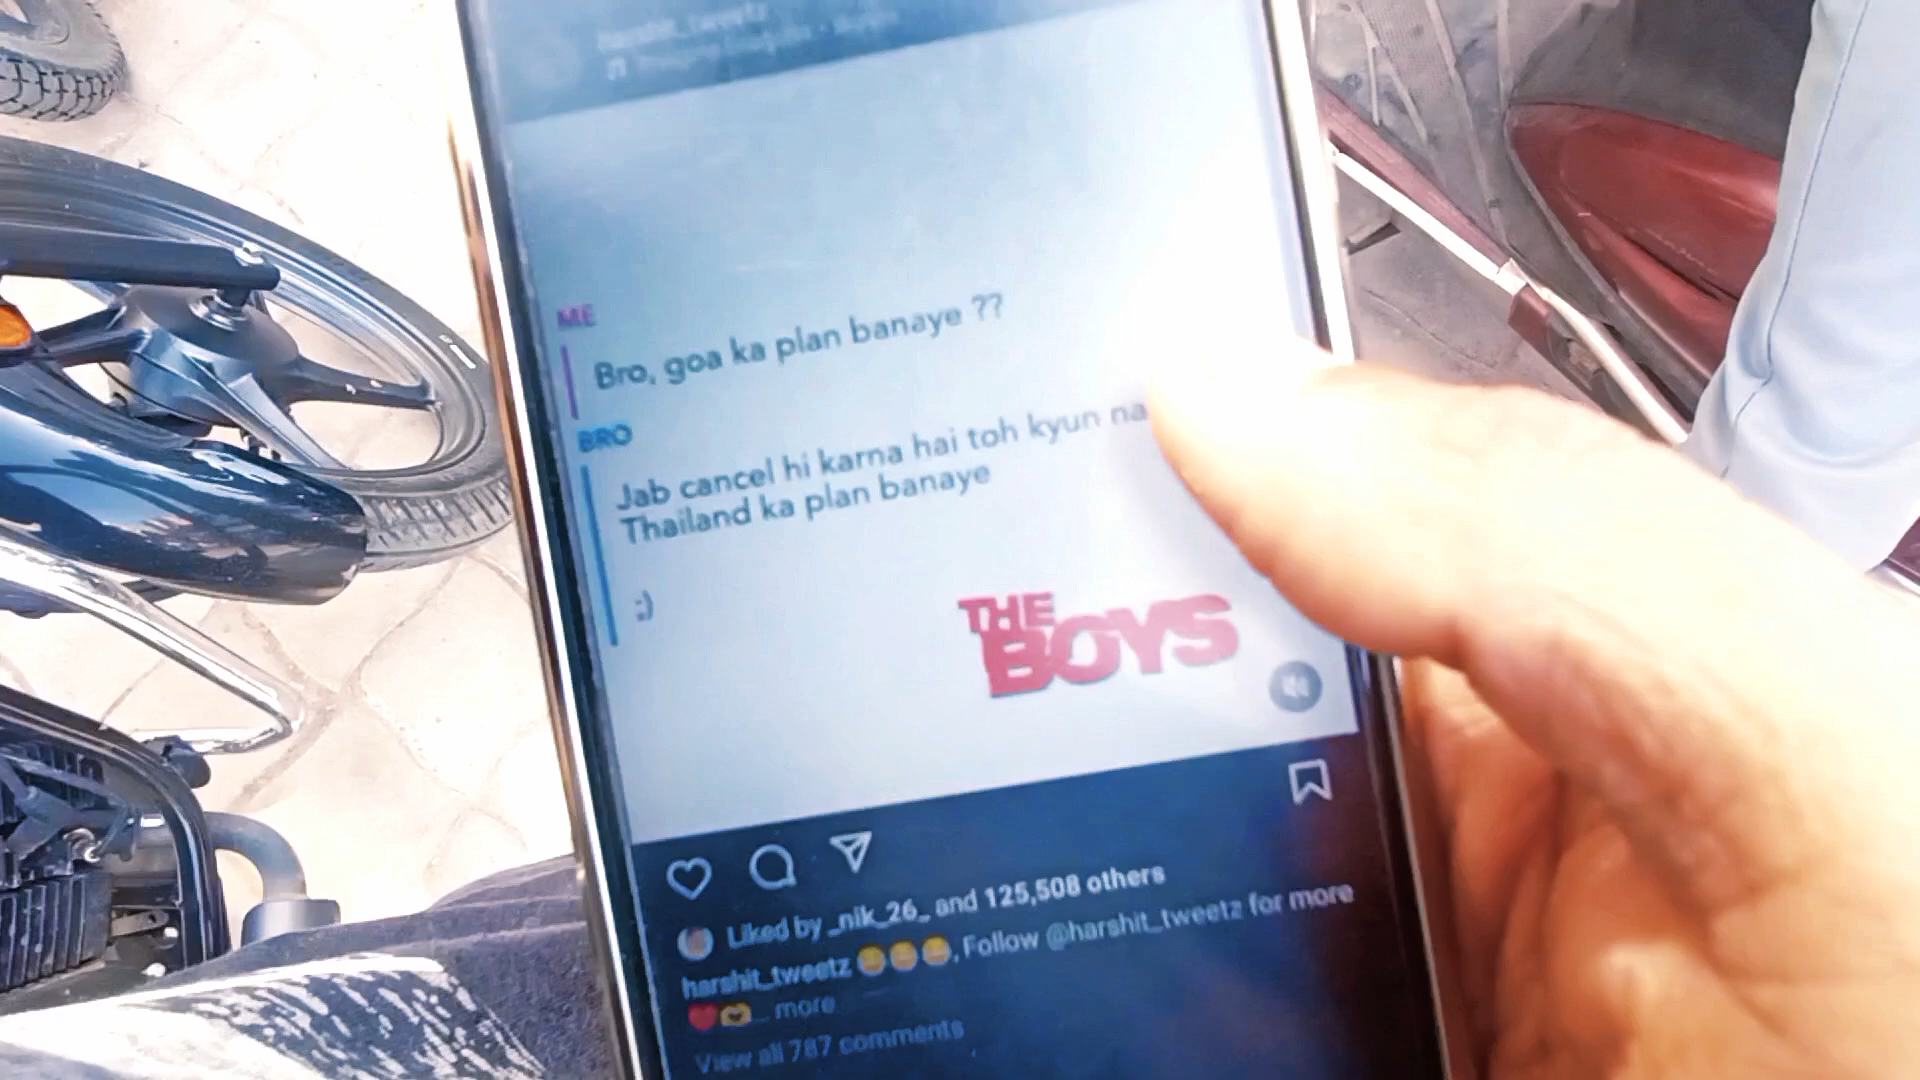 harshit_tweetz
ME
Bro, goa ka plan banaye ??
BRO
Jab cancel hi karna hai toh kyun na
Thailand ka plan banaye
;)
THE
BOYS
Liked by _nik_26_ and 125,508 others
harshit_tweetz 😂😂😂, Follow @harshit_tweetz for more
❤️🫶... more
View all 787 comments